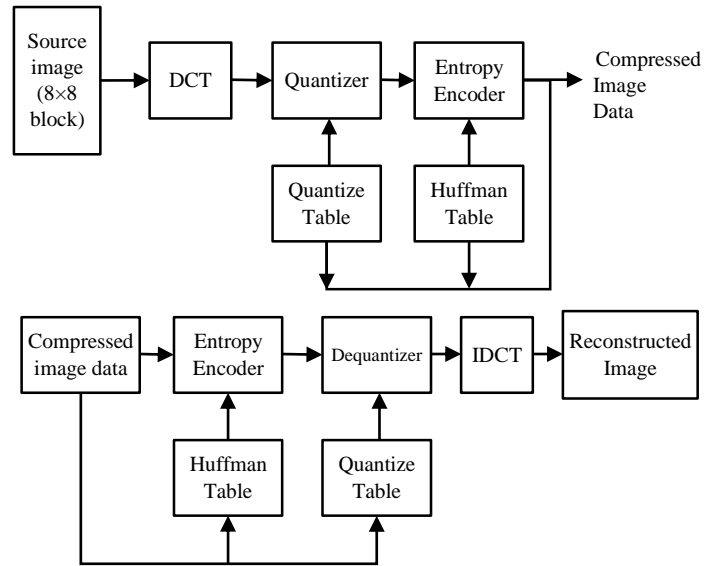 Source
image
(8×8
block)
DCT
Quantizer
Entropy
Encoder
Compressed
Image
Data
Quantize
Table
Huffman
Table
Compressed
image data
Entropy
Encoder
Dequantizer
IDCT
Reconstructed
Image
Huffman
Table
Quantize
Table